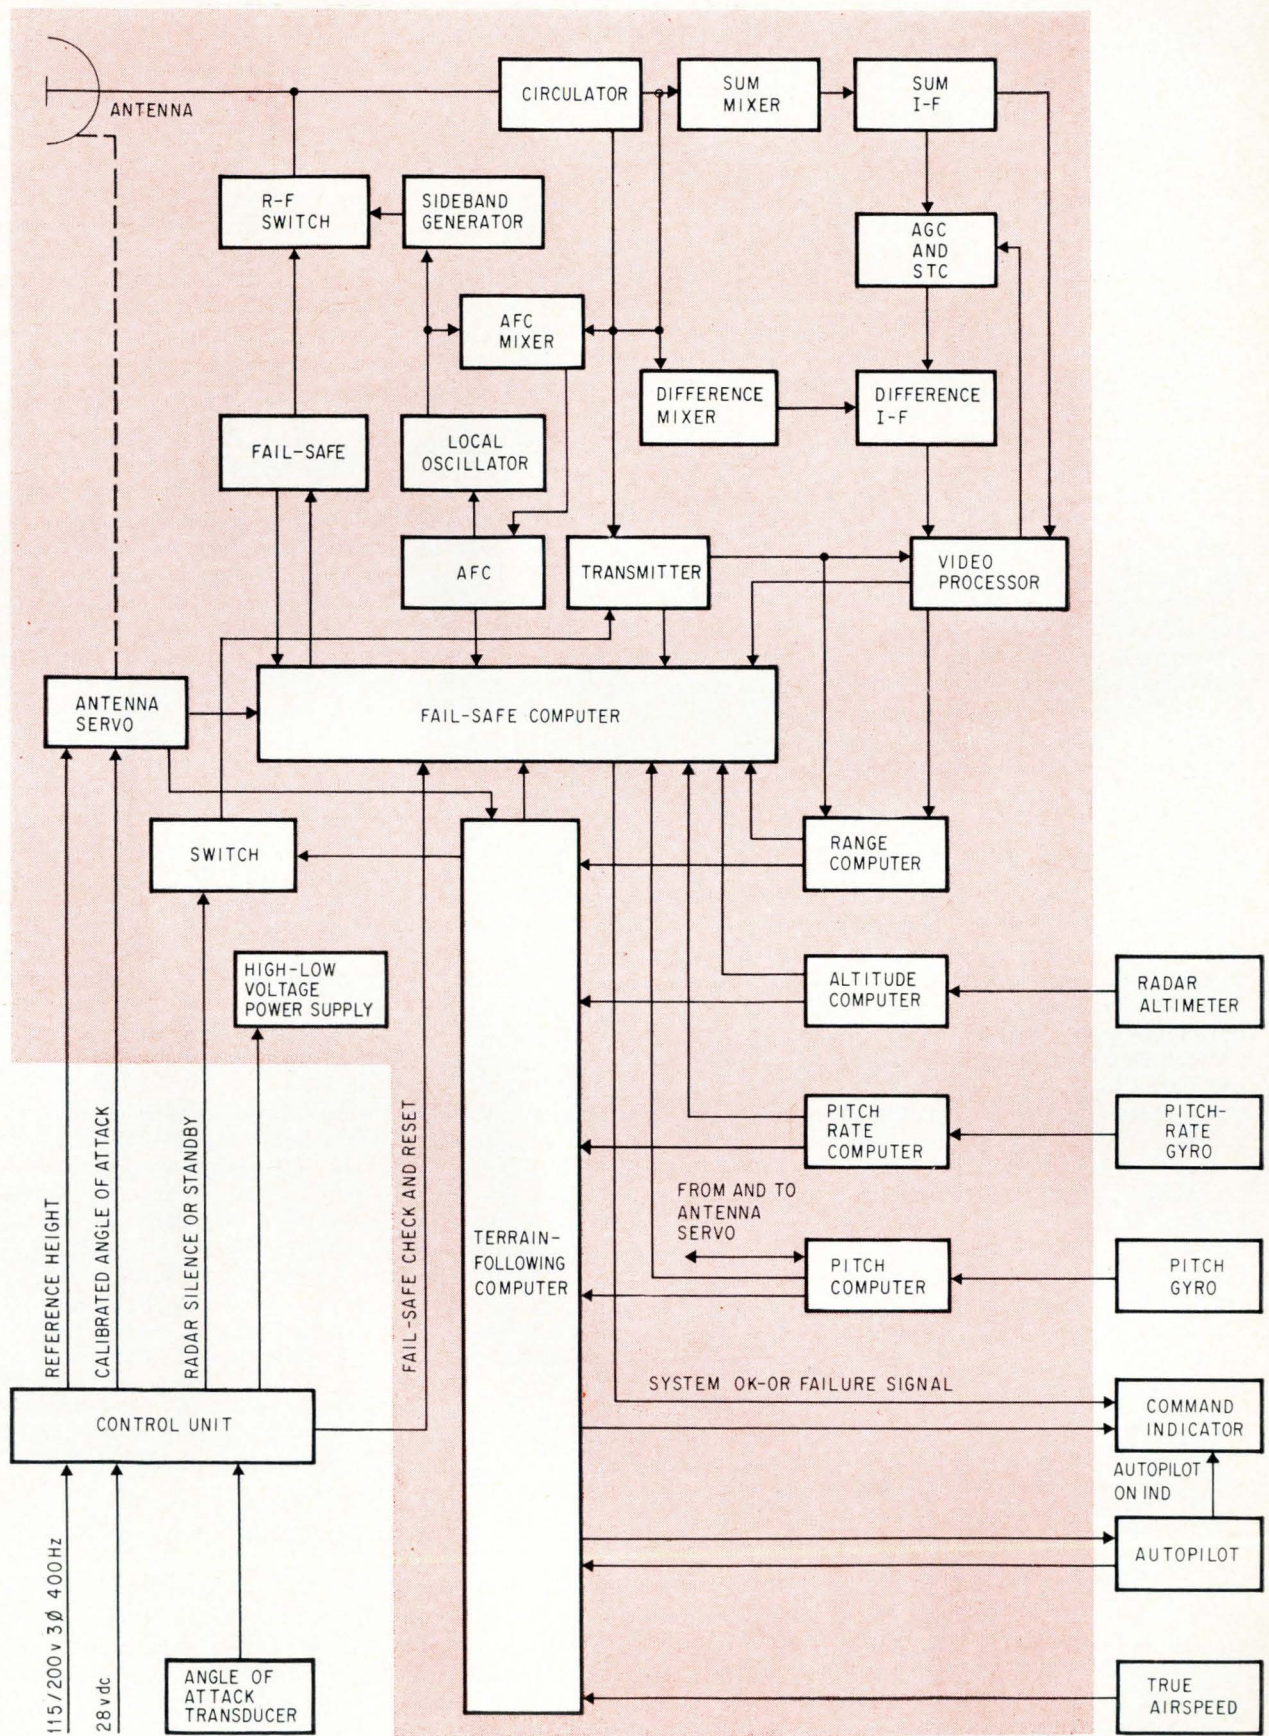 ANTENNA
CIRCULATOR
SUM
MIXER
SUM
I-F
R-F
SWITCH
SIDEBAND
GENERATOR
AGC
AND
STC
AFC
MIXER
DIFFERENCE
MIXER
DIFFERENCE
I-F
FAIL-SAFE
LOCAL
OSCILLATOR
AFC
TRANSMITTER
VIDEO
PROCESSOR
ANTENNA
SERVO
FAIL-SAFE COMPUTER
SWITCH
RANGE
COMPUTER
HIGH-LOW
VOLTAGE
POWER SUPPLY
ALTITUDE
COMPUTER
RADAR
ALTIMETER
REFERENCE HEIGHT
CALIBRATED ANGLE OF ATTACK
RADAR SILENCE OR STANDBY
FAIL-SAFE CHECK AND RESET
PITCH
RATE
COMPUTER
PITCH-
RATE
GYRO
FROM AND TO
ANTENNA
SERVO
TERRAIN-
FOLLOWING
COMPUTER
PITCH
COMPUTER
PITCH
GYRO
SYSTEM OK-OR FAILURE SIGNAL
COMMAND
INDICATOR
CONTROL UNIT
AUTOPILOT
ON IND
AUTOPILOT
115/200v 3Ø 400Hz
28vdc
ANGLE OF
ATTACK
TRANSDUCER
TRUE
AIRSPEED